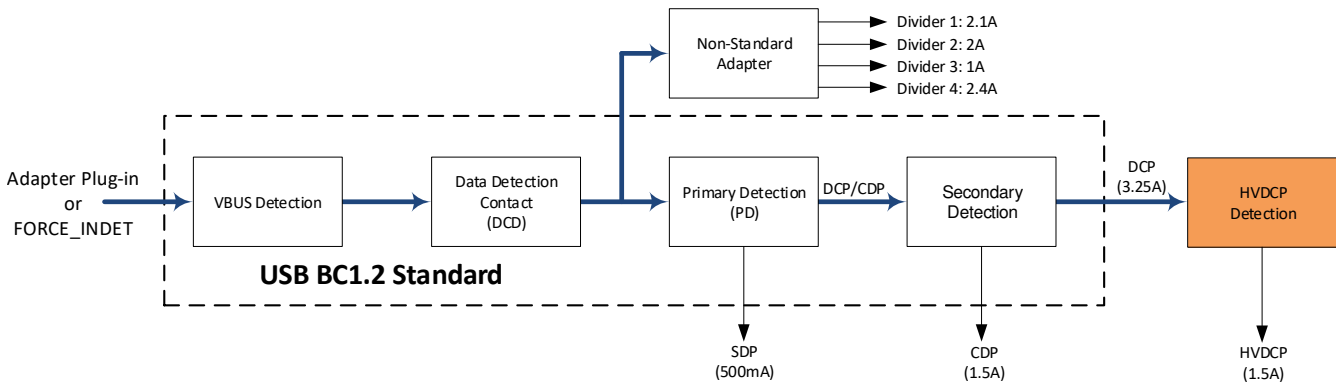 Non-Standard
Adapter
Divider 1: 2.1A
Divider 2: 2A
Divider 3: 1A
Divider 4: 2.4A
Adapter Plug-in
or
FORCE_INDET
VBUS Detection
Data Detection
Contact
(DCD)
Primary Detection
(PD)
DCP/CDP
Secondary
Detection
DCP
(3.25A)
HVDCP
Detection
USB BC1.2 Standard
SDP
(500mA)
CDP
(1.5A)
HVDCP
(1.5A)